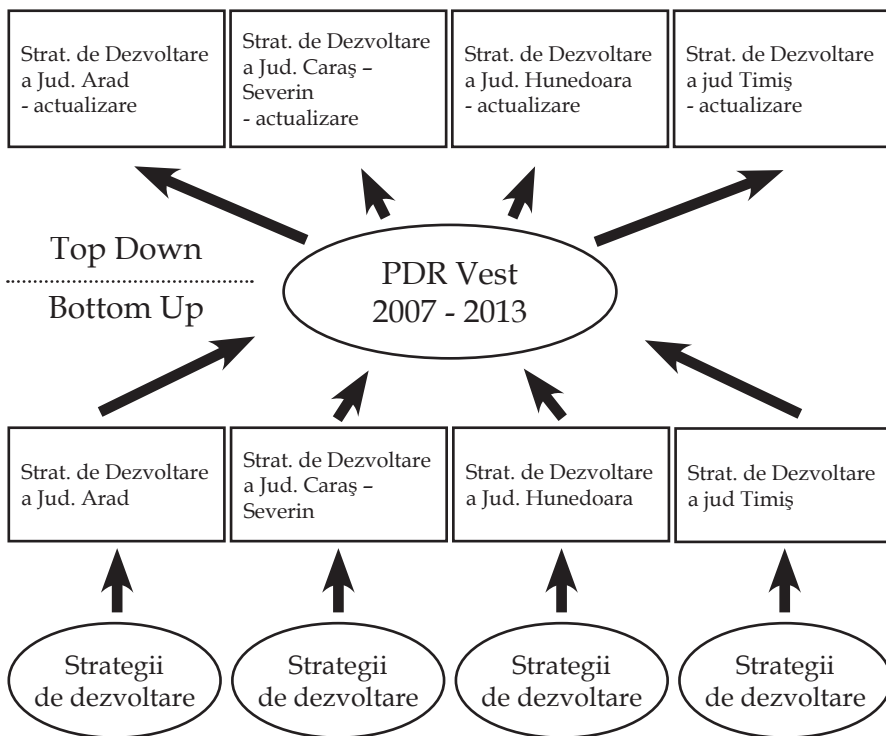 Strat. de Dezvoltare
a Jud. Arad
- actualizare
Strat. de Dezvoltare
a Jud. Caraş –
Severin
- actualizare
Strat. de Dezvoltare
a Jud. Hunedoara
- actualizare
Strat. de Dezvoltare
a jud Timiş
- actualizare
Top Down
Bottom Up
PDR Vest
2007 - 2013
Strat. de Dezvoltare
a Jud. Arad
Strat. de Dezvoltare
a Jud. Caraş –
Severin
Strat. de Dezvoltare
a Jud. Hunedoara
Strat. de Dezvoltare
a jud Timiş
Strategii
de dezvoltare
Strategii
de dezvoltare
Strategii
de dezvoltare
Strategii
de dezvoltare